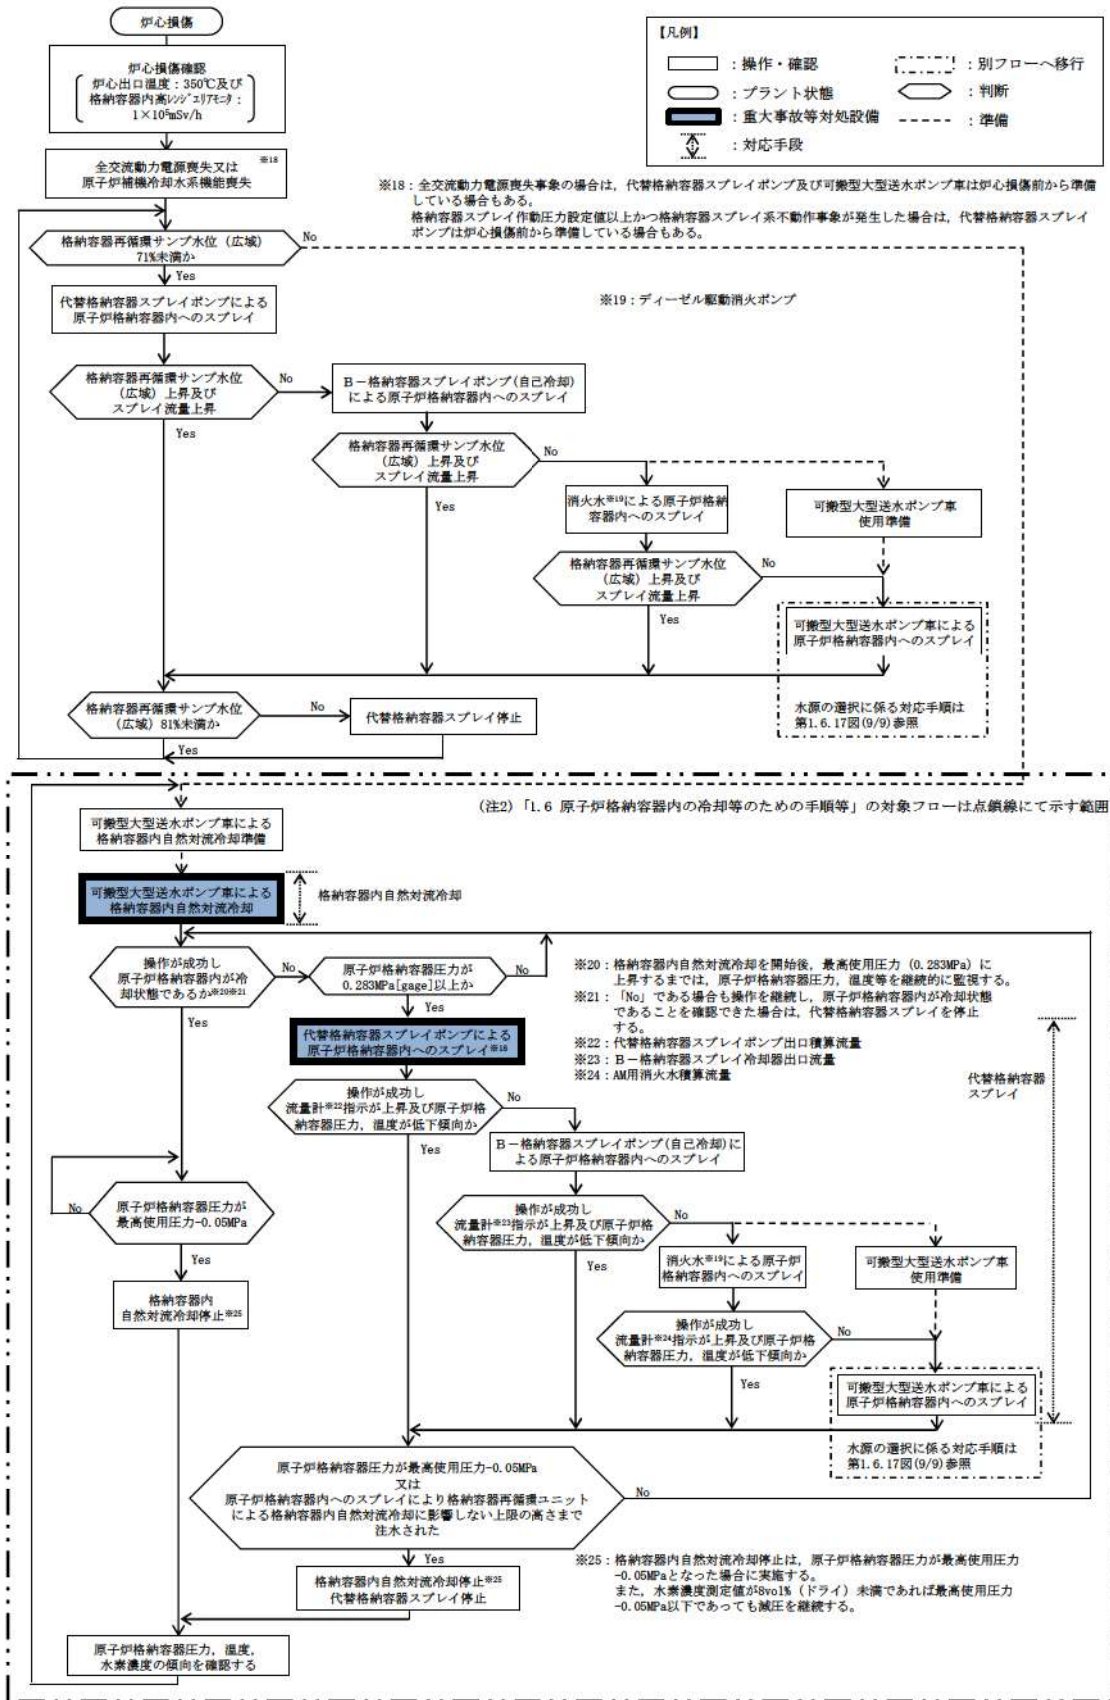 炉心損傷
炉心損傷確認
炉心出口温度：350℃及び
格納容器内高レンジエリアモニタ：
1×10⁵mSv/h
全交流動力電源喪失又は※18
原子炉補機冷却水系機能喪失
【凡例】
：操作・確認
：別フローへ移行
：プラント状態
：判断
：重大事故等対処設備
：準備
：対応手段
※18：全交流動力電源喪失事象の場合は，代替格納容器スプレイポンプ及び可搬型大型送水ポンプ車は炉心損傷前から準備
している場合もある。
格納容器スプレイ作動圧力設定値以上かつ格納容器スプレイ系不動作事象が発生した場合は，代替格納容器スプレイ
ポンプは炉心損傷前から準備している場合もある。
格納容器再循環サンプ水位（広域）
71%未満か
No
Yes
代替格納容器スプレイポンプによる
原子炉格納容器内へのスプレイ
※19：ディーゼル駆動消火ポンプ
格納容器再循環サンプ水位
（広域）上昇及び
スプレイ流量上昇
No
Yes
B－格納容器スプレイポンプ(自己冷却)
による原子炉格納容器内へのスプレイ
格納容器再循環サンプ水位
（広域）上昇及び
スプレイ流量上昇
No
Yes
消火水※19による原子炉格納
容器内へのスプレイ
可搬型大型送水ポンプ車
使用準備
格納容器再循環サンプ水位
（広域）上昇及び
スプレイ流量上昇
No
Yes
可搬型大型送水ポンプ車による
原子炉格納容器内へのスプレイ
水源の選択に係る対応手順は
第1.6.17図(9/9)参照
格納容器再循環サンプ水位
（広域）81%未満か
No
代替格納容器スプレイ停止
Yes
（注2）「1.6 原子炉格納容器内の冷却等のための手順等」の対象フローは点鎖線にて示す範囲
可搬型大型送水ポンプ車による
格納容器内自然対流冷却準備
可搬型大型送水ポンプ車による
格納容器内自然対流冷却
格納容器内自然対流冷却
操作が成功し
原子炉格納容器内が冷
却状態であるか※20※21
No
Yes
原子炉格納容器圧力が
0.283MPa[gage]以上か
No
Yes
※20：格納容器内自然対流冷却を開始後，最高使用圧力（0.283MPa）に
上昇するまでは，原子炉格納容器圧力，温度等を継続的に監視する。
※21：「No」である場合も操作を継続し，原子炉格納容器内が冷却状態
であることを確認できた場合は，代替格納容器スプレイを停止
する。
※22：代替格納容器スプレイポンプ出口積算流量
※23：B－格納容器スプレイ冷却器出口流量
※24：AM用消火水積算流量
代替格納容器
スプレイ
代替格納容器スプレイポンプによる
原子炉格納容器内へのスプレイ※18
操作が成功し
流量計※22指示が上昇及び原子炉格
納容器圧力，温度が低下傾向か
No
Yes
B－格納容器スプレイポンプ(自己冷却)に
よる原子炉格納容器内へのスプレイ
操作が成功し
流量計※23指示が上昇及び原子炉格
納容器圧力，温度が低下傾向か
No
Yes
原子炉格納容器圧力が
最高使用圧力-0.05MPa
No
Yes
消火水※19による原子炉
格納容器内へのスプレイ
可搬型大型送水ポンプ車
使用準備
格納容器内
自然対流冷却停止※25
操作が成功し
流量計※24指示が上昇及び原子炉格
納容器圧力，温度が低下傾向か
No
Yes
可搬型大型送水ポンプ車による
原子炉格納容器内へのスプレイ
水源の選択に係る対応手順は
第1.6.17図(9/9)参照
原子炉格納容器圧力が最高使用圧力-0.05MPa
又は
原子炉格納容器内へのスプレイにより格納容器再循環ユニット
による格納容器内自然対流冷却に影響しない上限の高さまで
注水された
No
Yes
格納容器内自然対流冷却停止※25
代替格納容器スプレイ停止
※25：格納容器内自然対流冷却停止は，原子炉格納容器圧力が最高使用圧力
-0.05MPaとなった場合に実施する。
また，水素濃度測定値が8vol%（ドライ）未満であれば最高使用圧力
-0.05MPa以下であっても減圧を継続する。
原子炉格納容器圧力，温度，
水素濃度の傾向を確認する